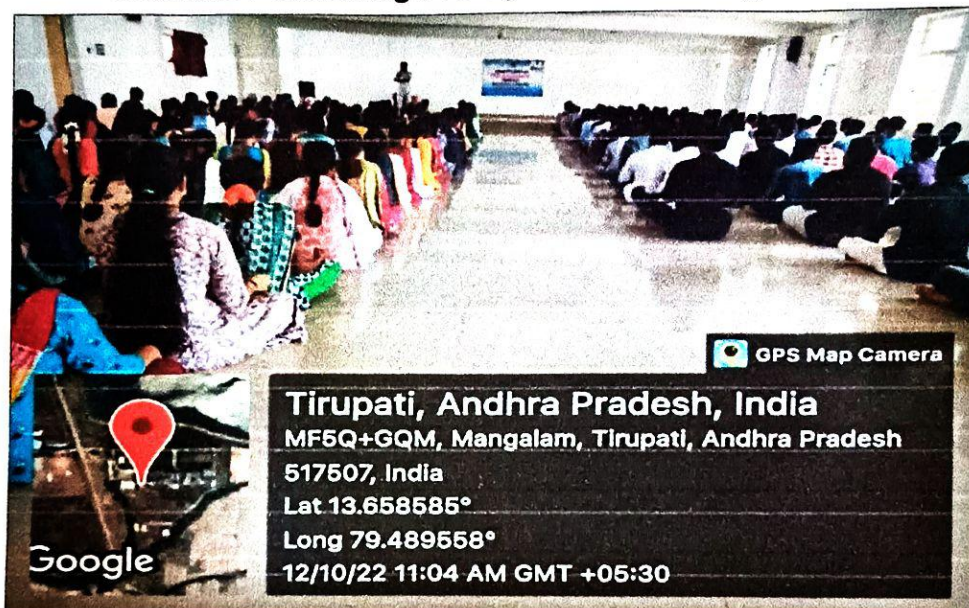 GPS Map Camera
Tirupati, Andhra Pradesh, India
MF5Q+GQM, Mangalam, Tirupati, Andhra Pradesh
517507, India
Lat 13.658585°
Long 79.489558°
12/10/22 11:04 AM GMT +05:30
Google